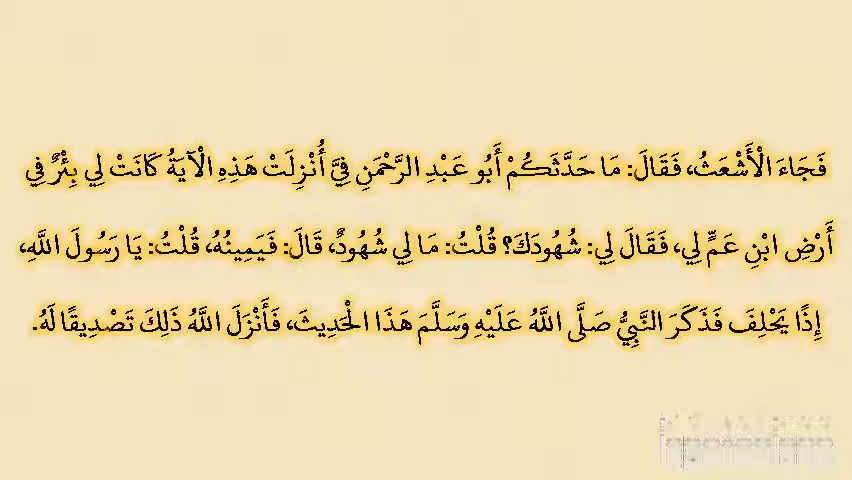 فَجَاءَ الْأَشْعَثُ، فَقَالَ: مَا حَدَّثَكُمْ أَبُو عَبْدِ الرَّحْمَنِ فِيَّ أُنْزِلَتْ هَذِهِ الْآيَةُ كَانَتْ لِي بِئْرٌ فِي
أَرْضِ ابْنِ عَمٍّ لِي، فَقَالَ لِي: شُهُودَكَ؟ قُلْتُ: مَا لِي شُهُودٌ، قَالَ: فَيَمِينُهُ، قُلْتُ: يَا رَسُولَ اللَّهِ،
إِذًا يَحْلِفَ فَذَكَرَ النَّبِيُّ صَلَّى اللَّهُ عَلَيْهِ وَسَلَّمَ هَذَا الْحَدِيثَ، فَأَنْزَلَ اللَّهُ ذَلِكَ تَصْدِيقًا لَهُ.